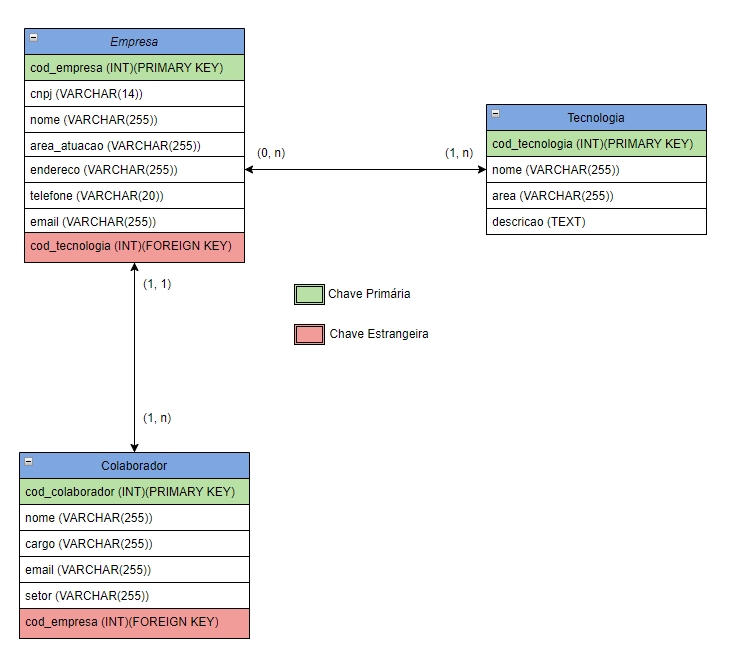 Empresa
cod_empresa (INT)(PRIMARY KEY)
cnpj (VARCHAR(14))
nome (VARCHAR(255))
area_atuacao (VARCHAR(255))
endereco (VARCHAR(255))
telefone (VARCHAR(20))
email (VARCHAR(255))
cod_tecnologia (INT)(FOREIGN KEY)
(0, n)
(1, n)
Tecnologia
cod_tecnologia (INT)(PRIMARY KEY)
nome (VARCHAR(255))
area (VARCHAR(255))
descricao (TEXT)
(1, 1)
Chave Primária
Chave Estrangeira
(1, n)
Colaborador
cod_colaborador (INT)(PRIMARY KEY)
nome (VARCHAR(255))
cargo (VARCHAR(255))
email (VARCHAR(255))
setor (VARCHAR(255))
cod_empresa (INT)(FOREIGN KEY)